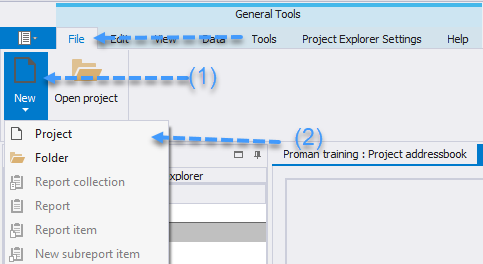 General Tools
File Edit View Data Tools Project Explorer Settings Help
(1)
New Open project
Project
(2)
Folder
Proman training : Project addressbook
Report collection
xplorer
Report
Report item
New subreport item